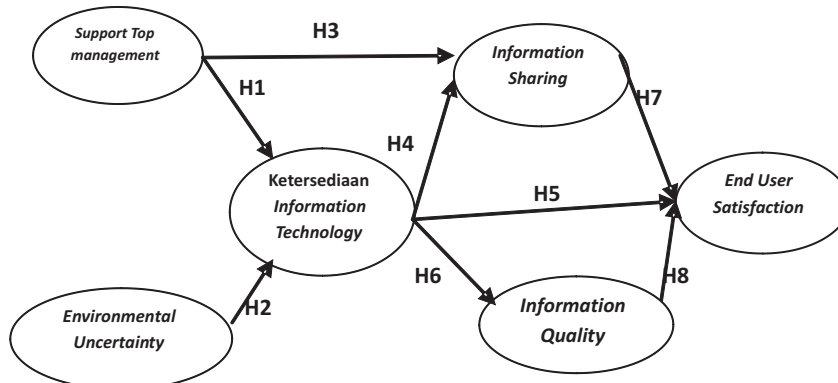 Support Top
management
H3
Information
Sharing
H1
H7
H4
Ketersediaan
Information
Technology
H5
End User
Satisfaction
H6
H8
H2
Environmental
Uncertainty
Information
Quality